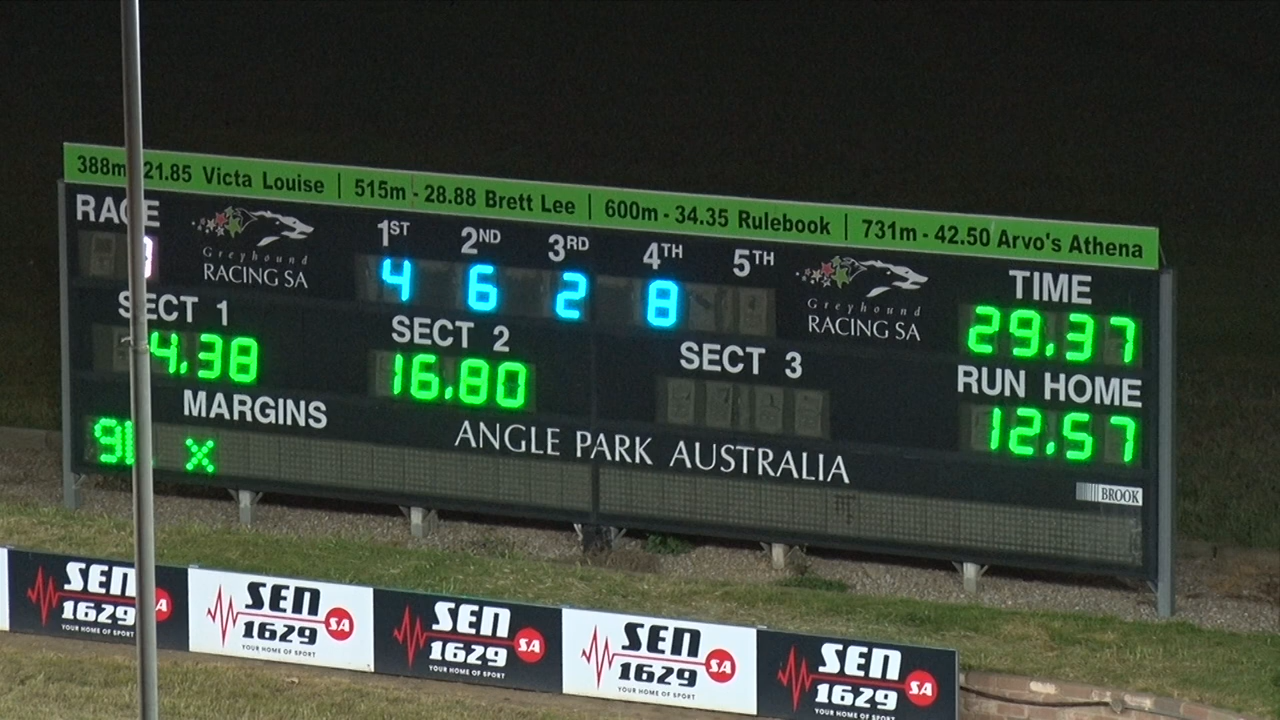 388m 21.85 Victa Louise | 515m - 28.88 Brett Lee | 600m - 34.35 Rulebook | 731m - 42.50 Arvo's Athena
RACE
Greyhound
RACING SA
1ST 2ND 3RD 4TH 5TH
4 6 2 8
Greyhound
RACING SA
TIME
29.37
SECT 1
4.38
SECT 2
16.80
SECT 3
RUN HOME
12.57
MARGINS
x
ANGLE PARK AUSTRALIA
BROOK
SEN
1629 SA
YOUR HOME OF SPORT
SEN
1629 SA
YOUR HOME OF SPORT
SEN
1629 SA
YOUR HOME OF SPORT
SEN
1629 SA
YOUR HOME OF SPORT
SEN
1629 SA
YOUR HOME OF SPORT